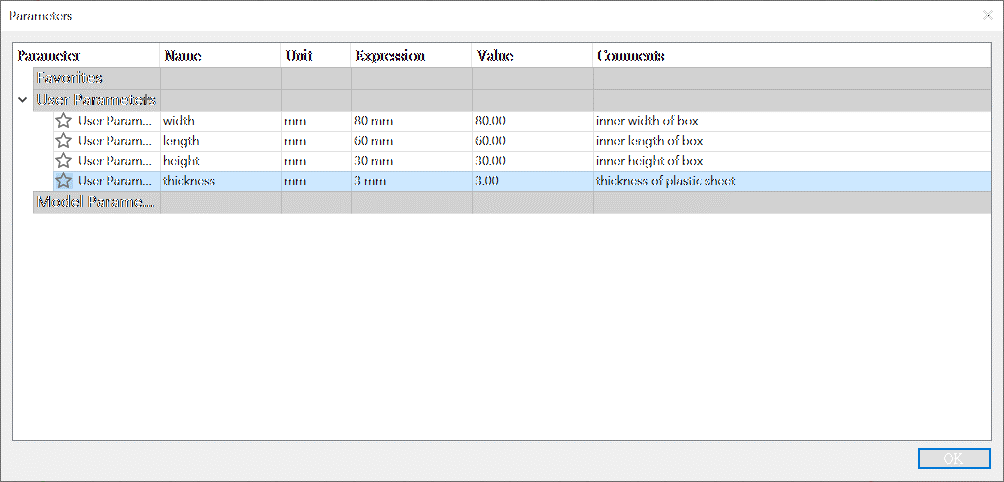 Parameters
Parameter Name Unit Expression Value Comments
Favorites
User Parameters
User Param... width mm 80 mm 80.00 inner width of box
User Param... length mm 60 mm 60.00 inner length of box
User Param... height mm 30 mm 30.00 inner height of box
User Param... thickness mm 3 mm 3.00 thickness of plastic sheet
Model Parame....
OK